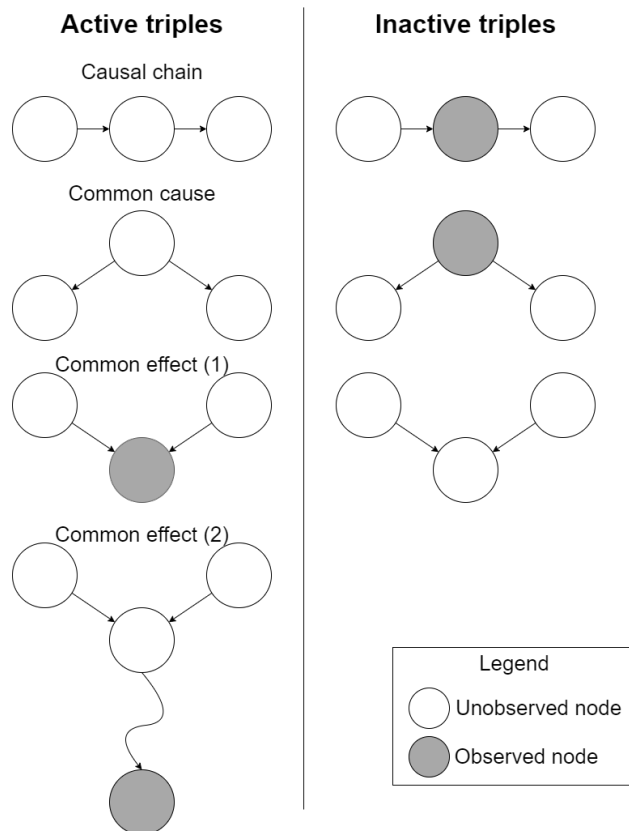 Active triples
Inactive triples
Causal chain
Common cause
Common effect (1)
Common effect (2)
Legend
Unobserved node
Observed node